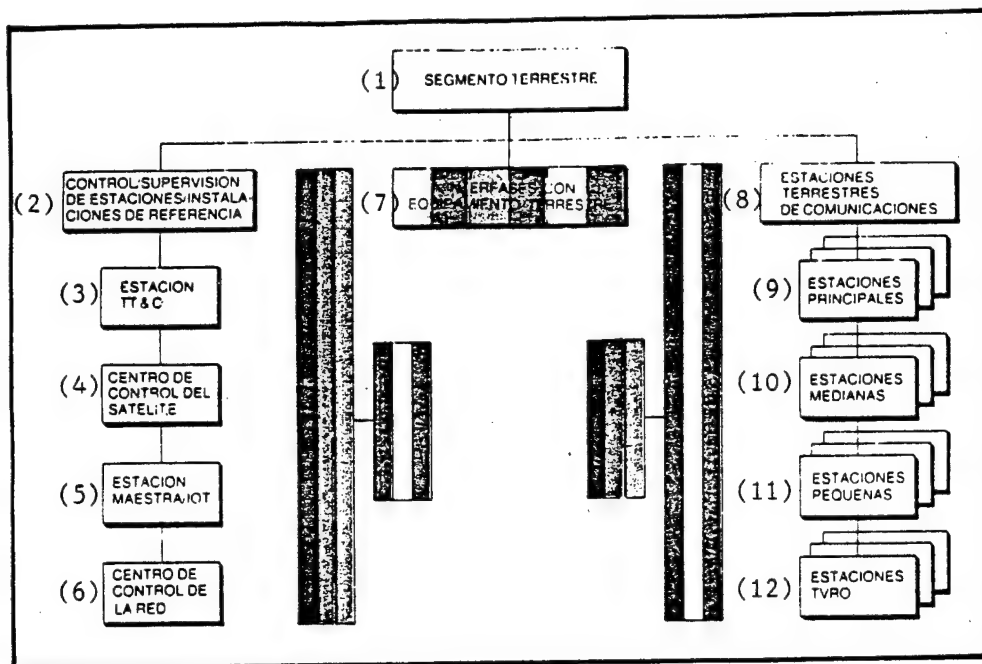 (1) SEGMENTO TERRESTRE
(2) CONTROL/SUPERVISION
DE ESTACIONES/INSTALA-
CIONES DE REFERENCIA
(3) ESTACION
TT & C
(4) CENTRO DE
CONTROL DEL
SATELITE
(5) ESTACION
MAESTRA/IOT
(6) CENTRO DE
CONTROL DE
LA RED
(7) CON
EQUIPAMIENTO TERRESTRE
(8) ESTACIONES
TERRESTRES
DE COMUNICACIONES
(9) ESTACIONES
PRINCIPALES
(10) ESTACIONES
MEDIANAS
(11) ESTACIONES
PEQUENAS
(12) ESTACIONES
TVRO